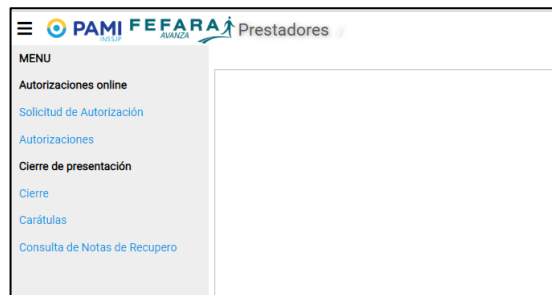 PAMI FEFARA Prestadores /
INSSJP AVANZA
MENU
Autorizaciones online
Solicitud de Autorización
Autorizaciones
Cierre de presentación
Cierre
Carátulas
Consulta de Notas de Recupero